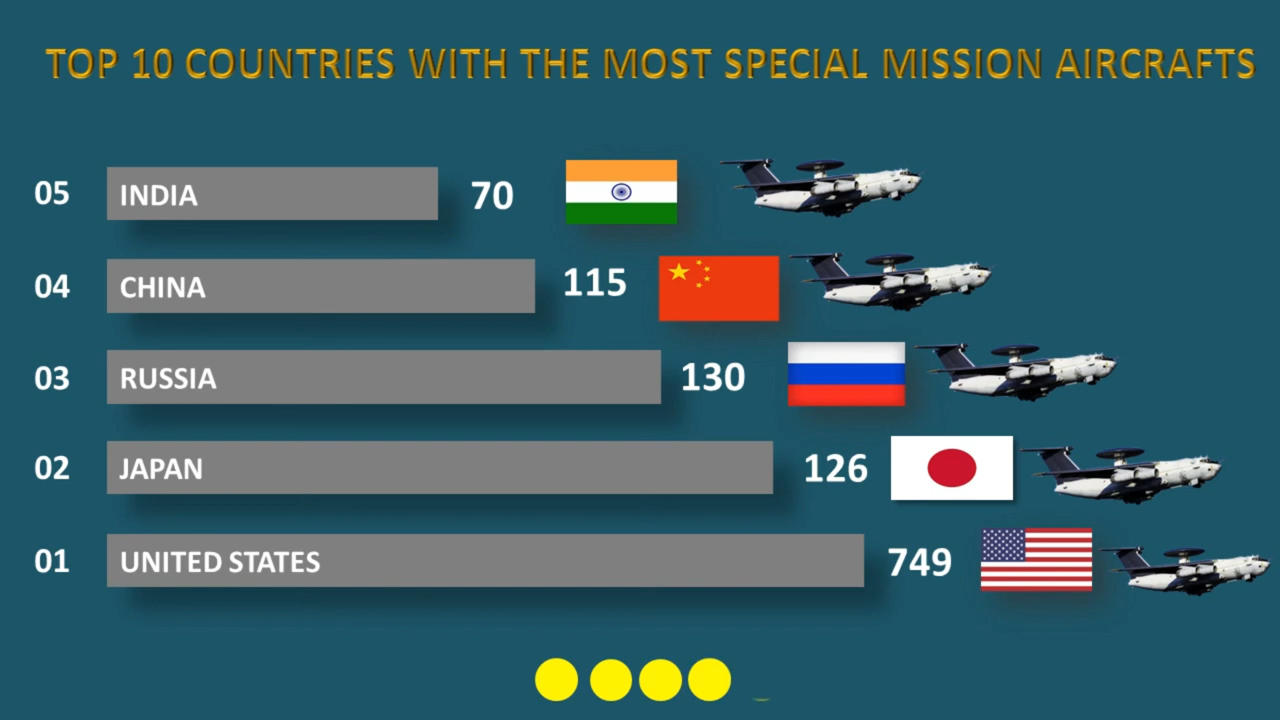 TOP 10 COUNTRIES WITH THE MOST SPECIAL MISSION AIRCRAFTS
05 INDIA 70
04 CHINA 115
03 RUSSIA 130
02 JAPAN 126
01 UNITED STATES 749